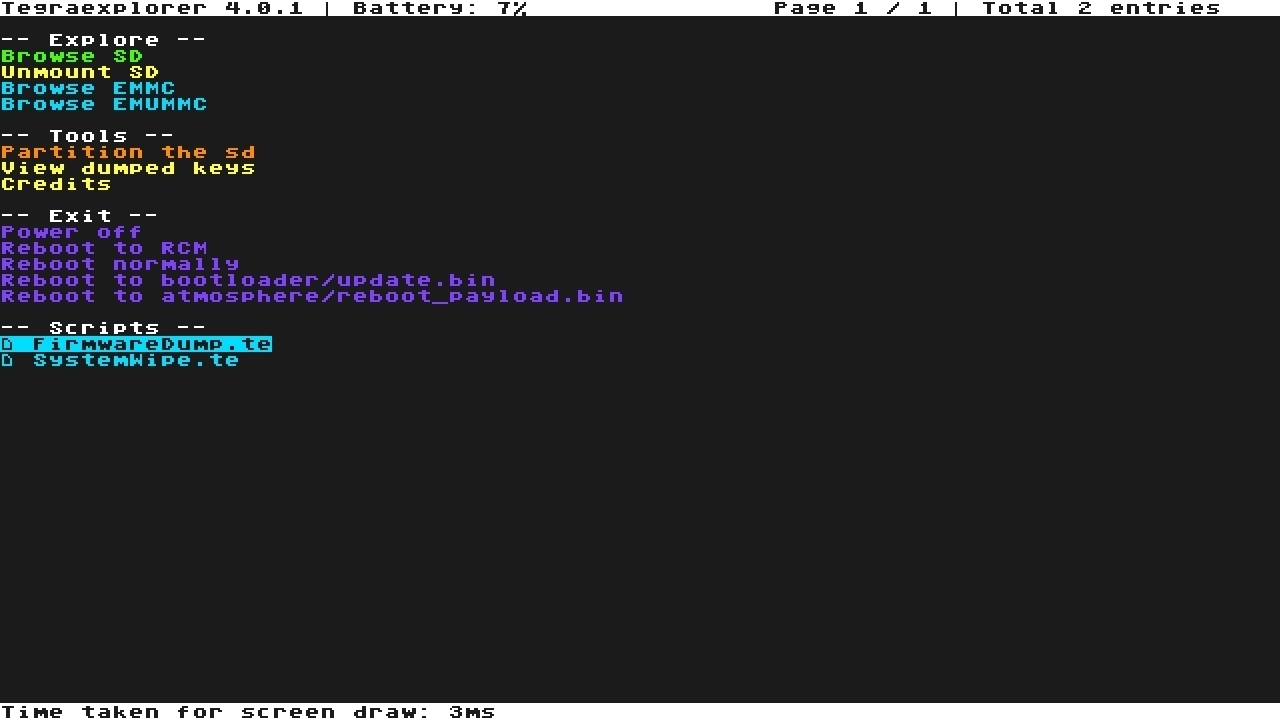 Tegraexplorer 4.0.1 | Battery: 7% Page 1 / 1 | Total 2 entries
-- Explore --
Browse SD
Unmount SD
Browse EMMC
Browse EMUMMC
-- Tools --
Partition the sd
View dumped keys
Credits
-- Exit --
Power off
Reboot to RCM
Reboot normally
Reboot to bootloader/update.bin
Reboot to atmosphere/reboot_payload.bin
-- Scripts --
FirmwareDump.te
SystemWipe.te
Time taken for screen draw: 3ms